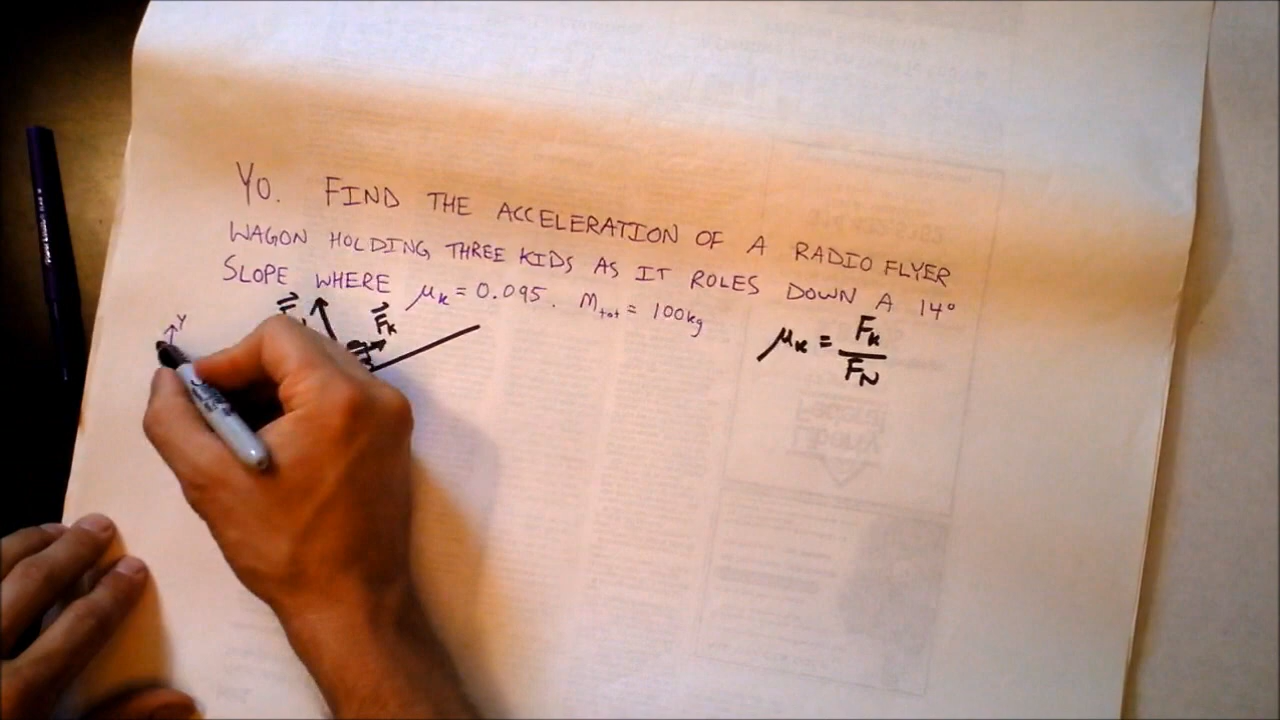 YO. FIND THE ACCELERATION OF A RADIO FLYER
WAGON HOLDING THREE KIDS AS IT ROLES DOWN A 14°
SLOPE WHERE μk = 0.095. Mtot = 100kg
Fk
μk = Fk / FN
Y